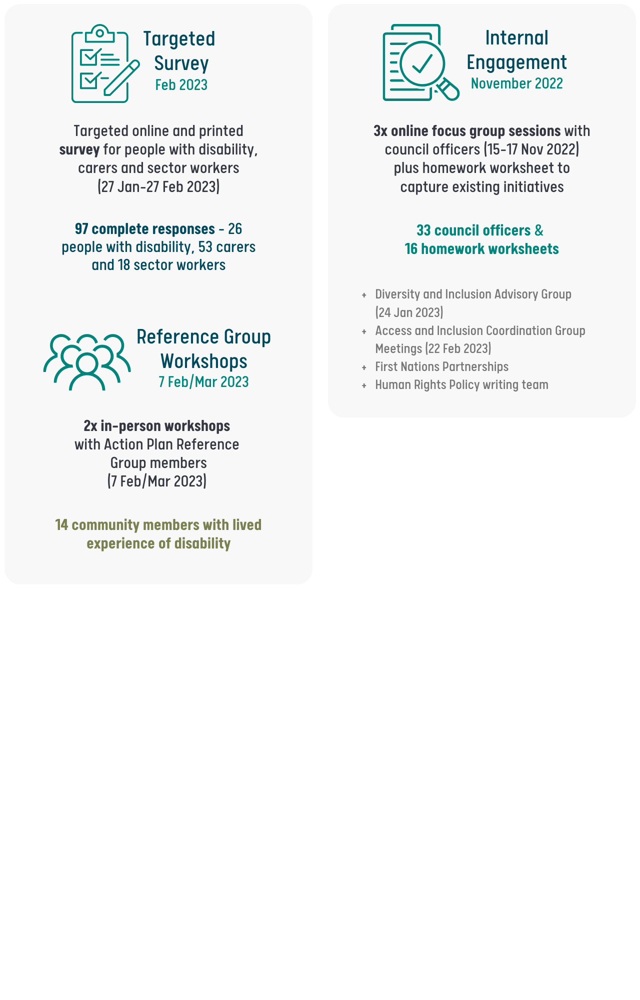 Targeted
Survey
Feb 2023
Targeted online and printed
survey for people with disability,
carers and sector workers
(27 Jan-27 Feb 2023)
97 complete responses - 26
people with disability, 53 carers
and 18 sector workers
Reference Group
Workshops
7 Feb/Mar 2023
2x in-person workshops
with Action Plan Reference
Group members
(7 Feb/Mar 2023)
14 community members with lived
experience of disability
Internal
Engagement
November 2022
3x online focus group sessions with
council officers (15-17 Nov 2022)
plus homework worksheet to
capture existing initiatives
33 council officers &
16 homework worksheets
+ Diversity and Inclusion Advisory Group
(24 Jan 2023)
+ Access and Inclusion Coordination Group
Meetings (22 Feb 2023)
+ First Nations Partnerships
+ Human Rights Policy writing team